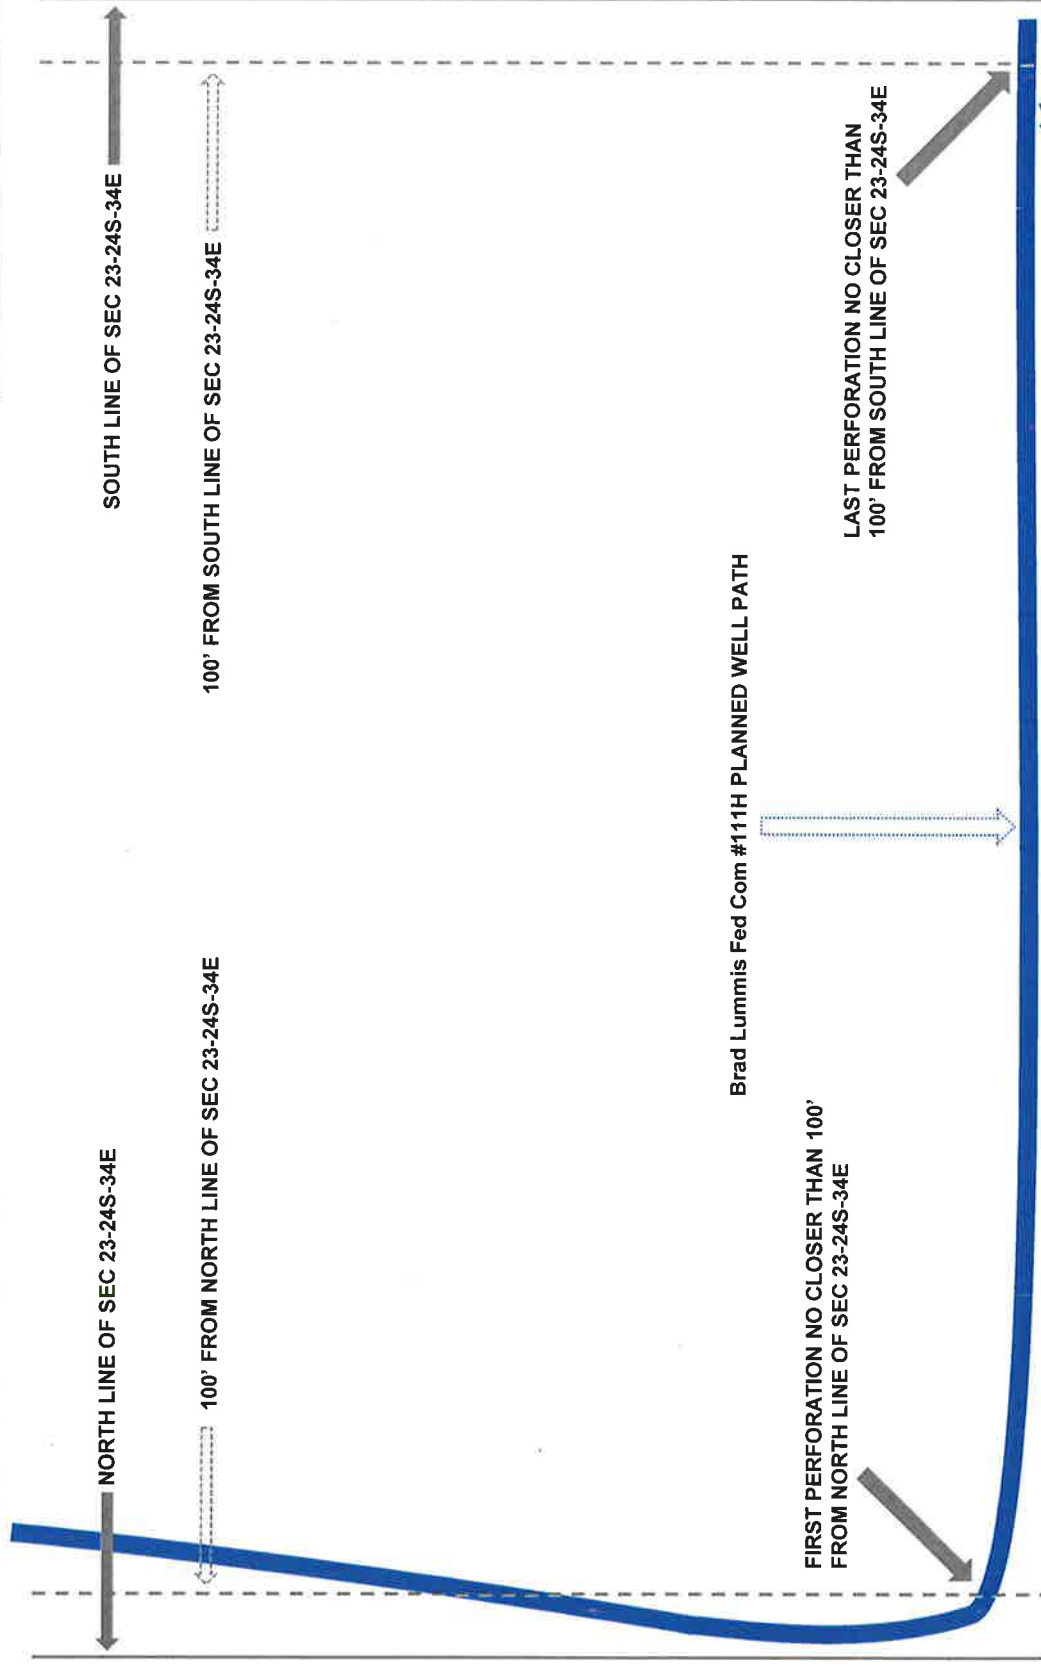 NORTH LINE OF SEC 23-24S-34E
SOUTH LINE OF SEC 23-24S-34E
100' FROM NORTH LINE OF SEC 23-24S-34E
100' FROM SOUTH LINE OF SEC 23-24S-34E
Brad Lummis Fed Com #111H PLANNED WELL PATH
FIRST PERFORATION NO CLOSER THAN 100'
FROM NORTH LINE OF SEC 23-24S-34E
LAST PERFORATION NO CLOSER THAN
100' FROM SOUTH LINE OF SEC 23-24S-34E